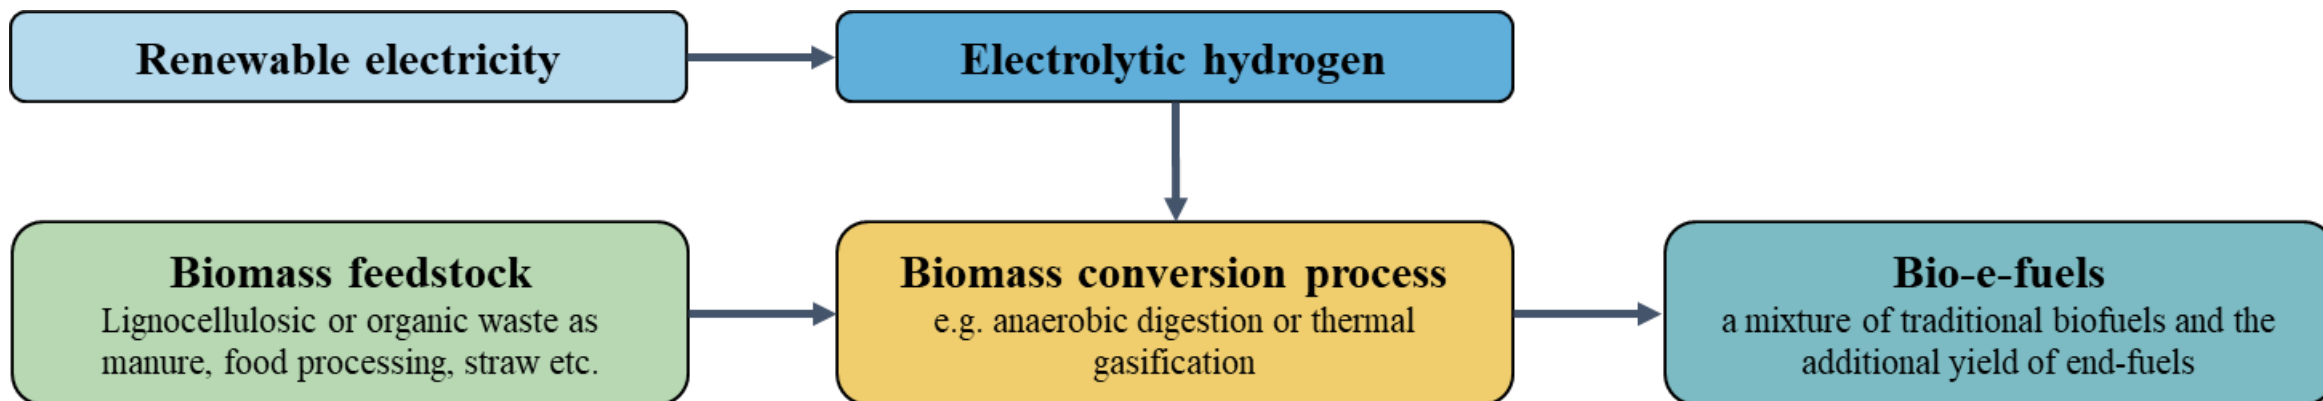 Renewable electricity
Electrolytic hydrogen
Biomass feedstock
Lignocellulosic or organic waste as
manure, food processing, straw etc.
Biomass conversion process
e.g. anaerobic digestion or thermal
gasification
Bio-e-fuels
a mixture of traditional biofuels and the
additional yield of end-fuels